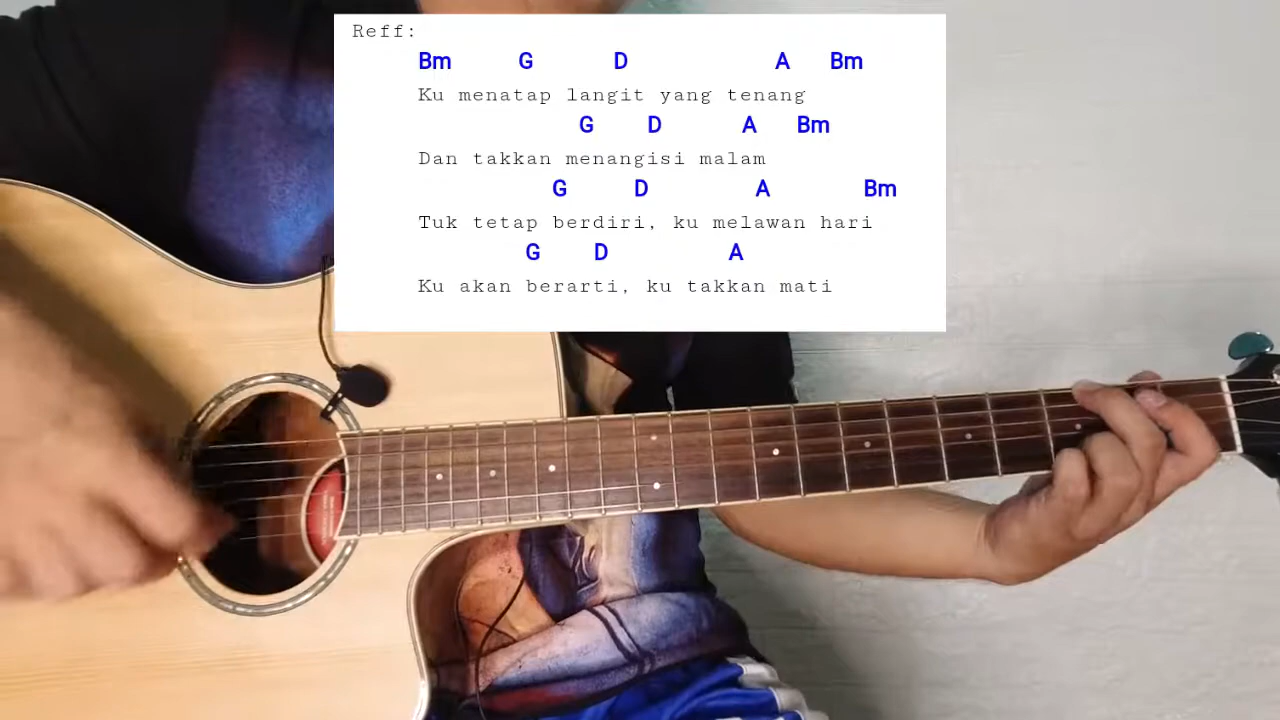 Reff:
Bm G D A Bm
Ku menatap langit yang tenang
G D A Bm
Dan takkan menangisi malam
G D A Bm
Tuk tetap berdiri, ku melawan hari
G D A
Ku akan berarti, ku takkan mati